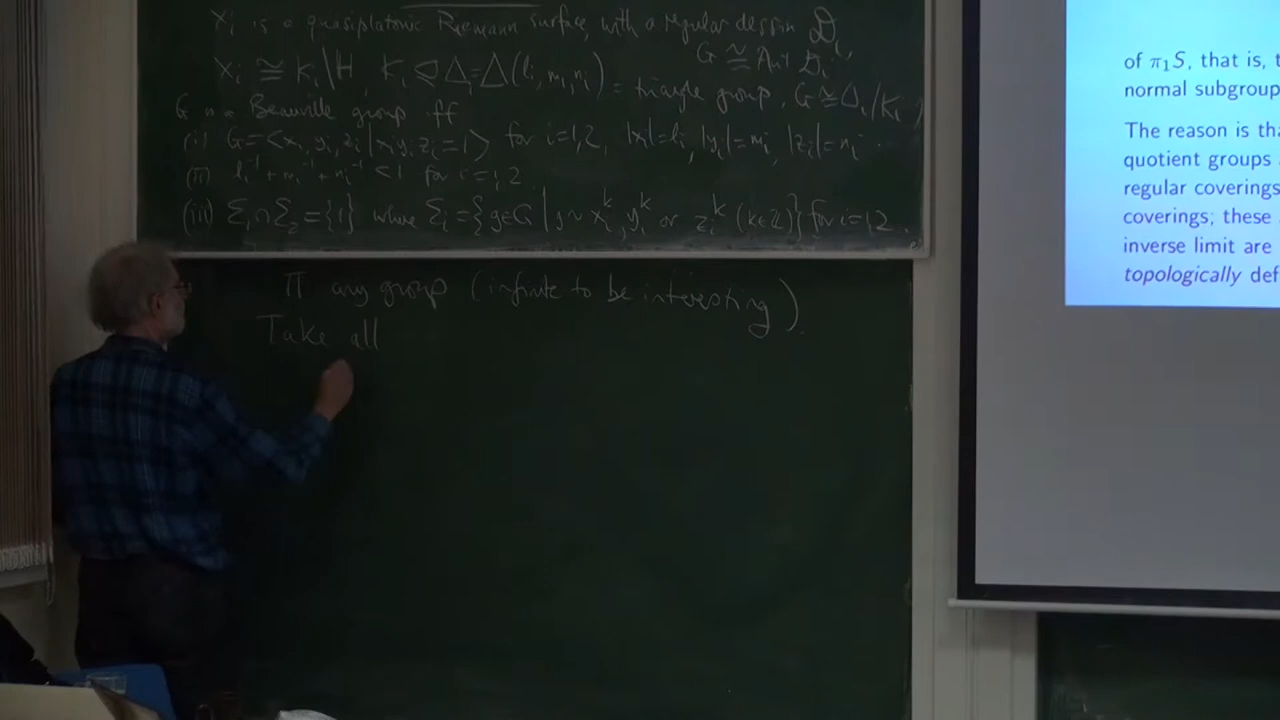 X_i is a quasiplatonic Riemann surface, with a regular dessin 𝒟_i,
G ≅ Aut 𝒟_i
X_i ≅ K_i\ℍ, K_i ◁ Δ_i = Δ(l_i, m_i, n_i) = triangle group, G ≅ Δ_i/K_i
G Beauville group iff
(i) G = <x_i, y_i, z_i | x_i y_i z_i = 1> for i=1,2, |x_i|=l_i, |y_i|=m_i, |z_i|=n_i
(ii) l_i^{-1} + m_i^{-1} + n_i^{-1} < 1 for i=1,2.
(iii) Σ_1 ∩ Σ_2 = {1} where Σ_i = {g∈G | g ~ x_i^k, y_i^k or z_i^k (k∈ℤ)} for i=1,2.
Π any group (infinite to be interesting).
Take all
of π₁S, that is, t
normal subgroup
The reason is tha
quotient groups
regular coverings
coverings; these
inverse limit are
topologically def